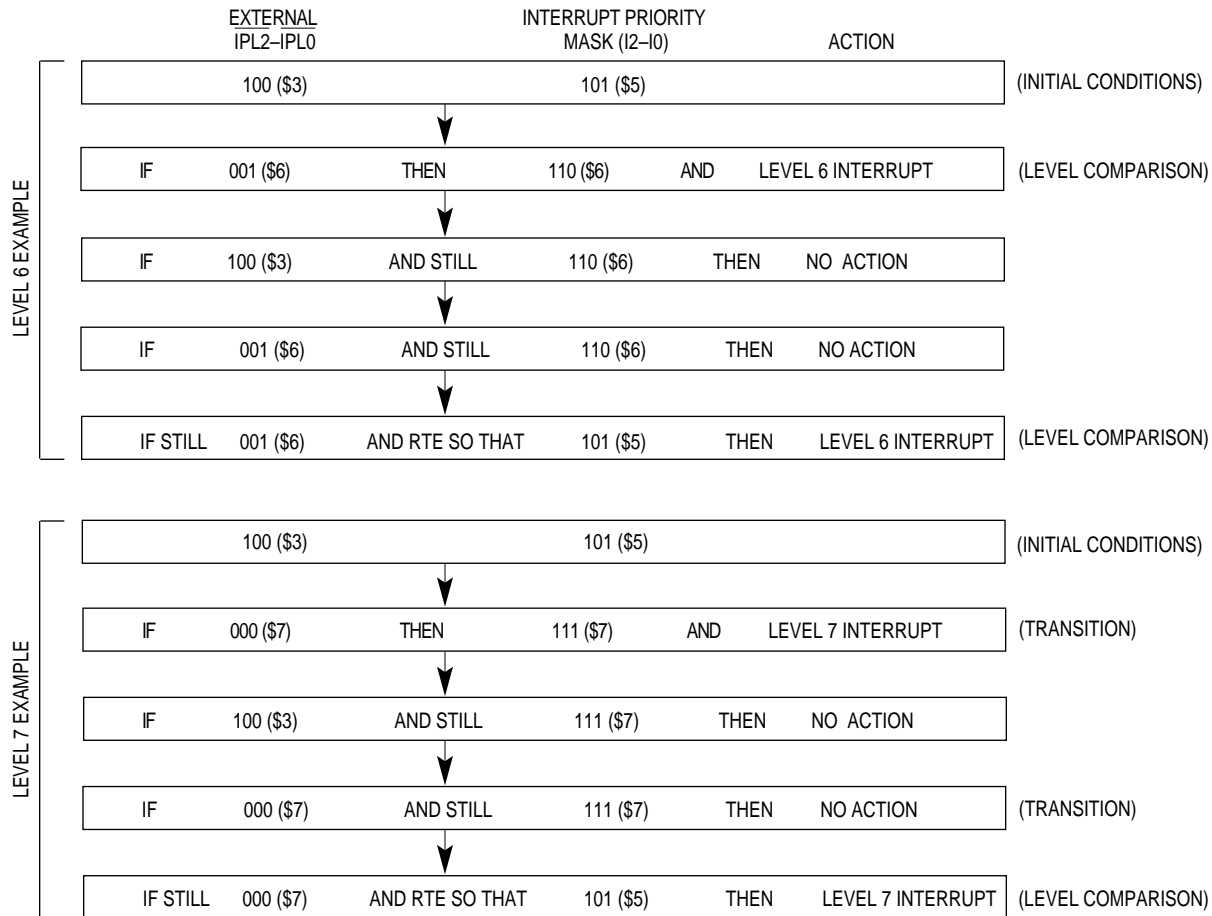 EXTERNAL INTERRUPT PRIORITY
IPL2–IPL0 MASK (I2–I0) ACTION
100 ($3) 101 ($5) (INITIAL CONDITIONS)
IF 001 ($6) THEN 110 ($6) AND LEVEL 6 INTERRUPT (LEVEL COMPARISON)
IF 100 ($3) AND STILL 110 ($6) THEN NO ACTION
IF 001 ($6) AND STILL 110 ($6) THEN NO ACTION
IF STILL 001 ($6) AND RTE SO THAT 101 ($5) THEN LEVEL 6 INTERRUPT (LEVEL COMPARISON)
LEVEL 6 EXAMPLE
100 ($3) 101 ($5) (INITIAL CONDITIONS)
IF 000 ($7) THEN 111 ($7) AND LEVEL 7 INTERRUPT (TRANSITION)
IF 100 ($3) AND STILL 111 ($7) THEN NO ACTION
IF 000 ($7) AND STILL 111 ($7) THEN NO ACTION (TRANSITION)
IF STILL 000 ($7) AND RTE SO THAT 101 ($5) THEN LEVEL 7 INTERRUPT (LEVEL COMPARISON)
LEVEL 7 EXAMPLE